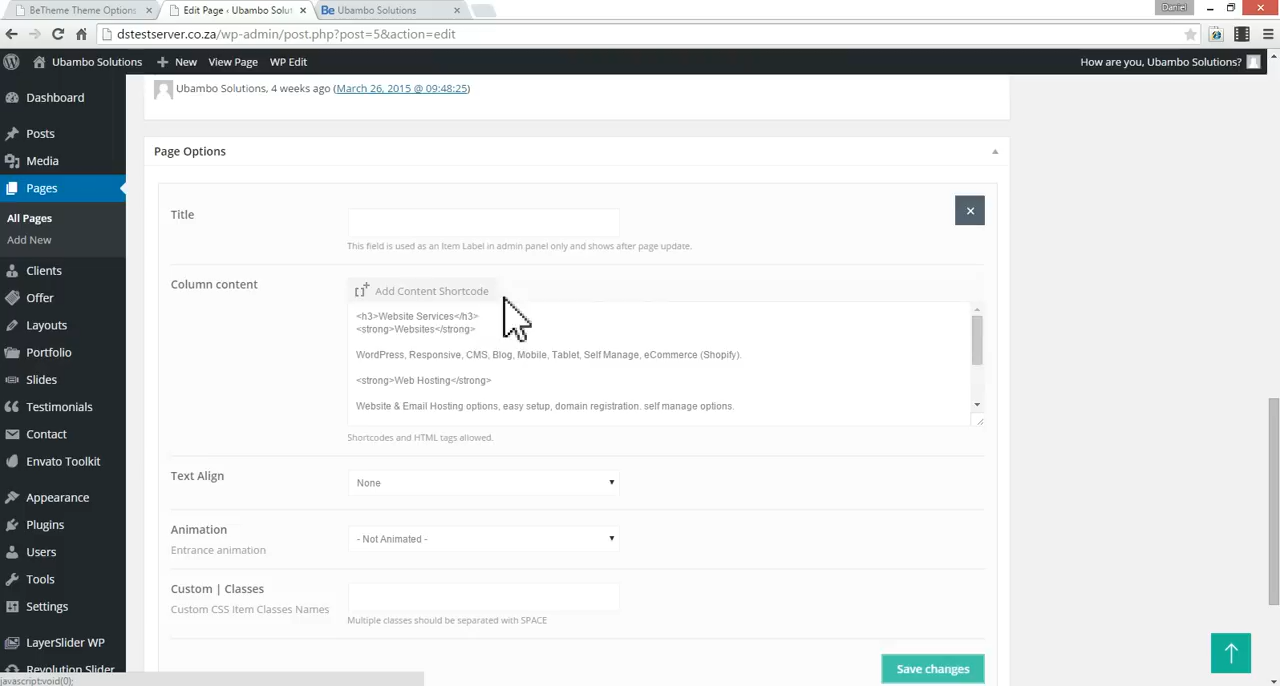 BeTheme Theme Options
Edit Page ‹ Ubambo Solut
Be Ubambo Solutions
Daniel
dstestserver.co.za/wp-admin/post.php?post=5&action=edit
Ubambo Solutions
New
View Page
WP Edit
How are you, Ubambo Solutions?
Dashboard
Posts
Media
Pages
All Pages
Add New
Clients
Offer
Layouts
Portfolio
Slides
Testimonials
Contact
Envato Toolkit
Appearance
Plugins
Users
Tools
Settings
LayerSlider WP
Revolution Slider
javascript:void(0);
Ubambo Solutions, 4 weeks ago (March 26, 2015 @ 09:48:25)
Page Options
Title
This field is used as an Item Label in admin panel only and shows after page update.
Column content
Add Content Shortcode
<h3>Website Services</h3>
<strong>Websites</strong>
WordPress, Responsive, CMS, Blog, Mobile, Tablet, Self Manage, eCommerce (Shopify).
<strong>Web Hosting</strong>
Website & Email Hosting options, easy setup, domain registration. self manage options.
Shortcodes and HTML tags allowed.
Text Align
None
Animation
Entrance animation
- Not Animated -
Custom | Classes
Custom CSS Item Classes Names
Multiple classes should be separated with SPACE
Save changes